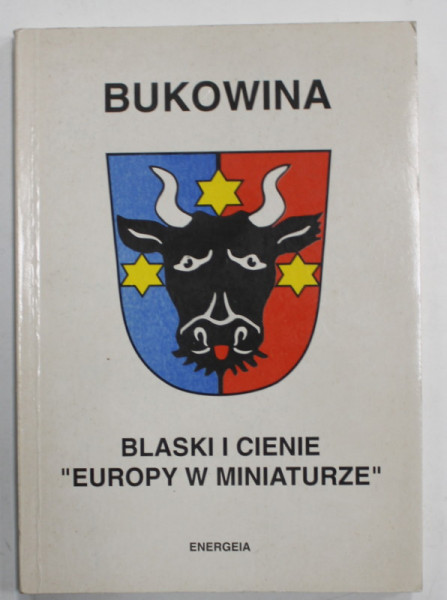 BUKOWINA
BLASKI I CIENIE
"EUROPY W MINIATURZE"
ENERGEIA